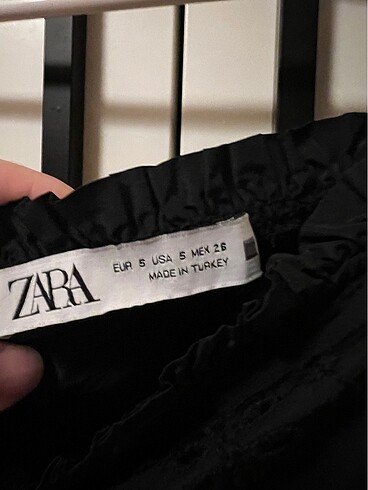 ZARA
EUR S USA S MEX 26
MADE IN TURKEY